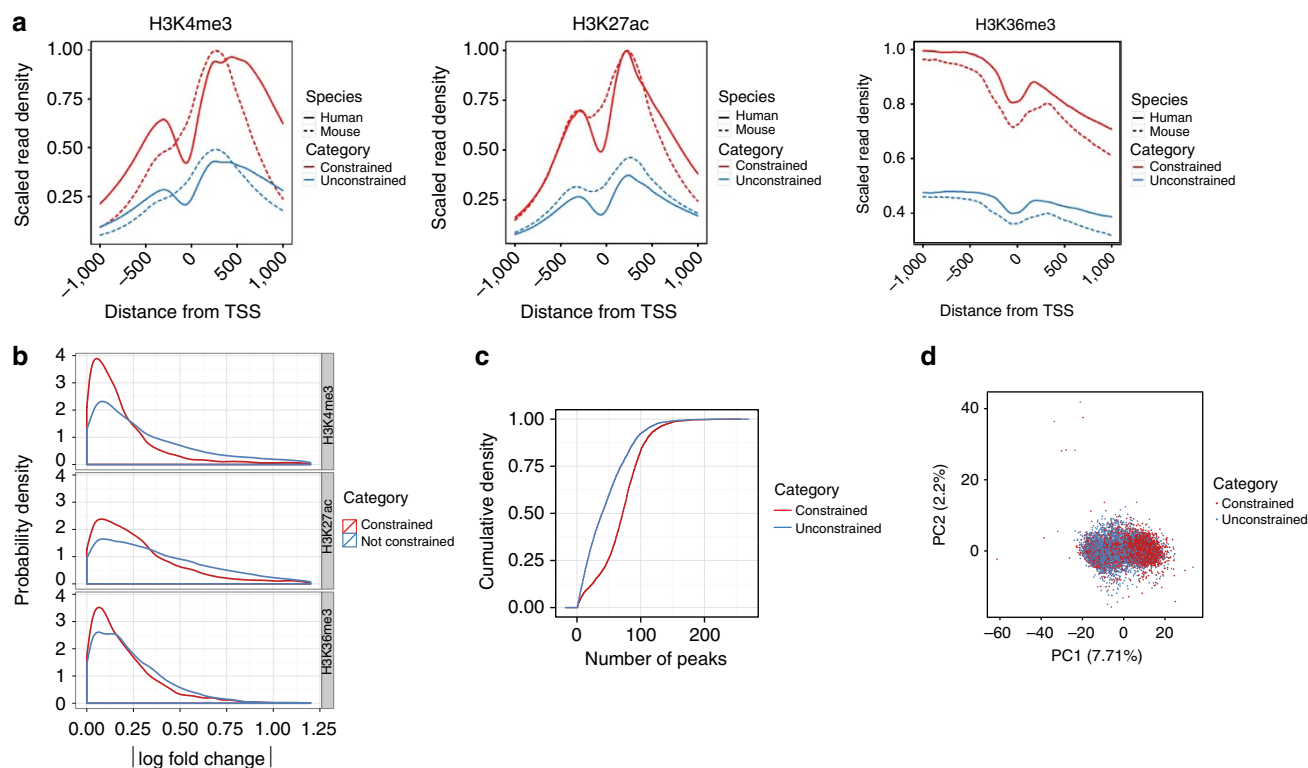 a
H3K4me3
1.00
0.75
0.50
0.25
Scaled read density
−1,000
−500
0
500
1,000
Distance from TSS
Species
Human
Mouse
Category
Constrained
Unconstrained
H3K27ac
1.00
0.75
0.50
0.25
Scaled read density
−1,000
−500
0
500
1,000
Distance from TSS
Species
Human
Mouse
Category
Constrained
Unconstrained
H3K36me3
1.0
0.8
0.6
0.4
Scaled read density
−1,000
−500
0
500
1,000
Distance from TSS
Species
Human
Mouse
Category
Constrained
Unconstrained
b
Probability density
4
3
2
1
0
H3K4me3
4
3
2
1
0
H3K27ac
4
3
2
1
0
H3K36me3
0.00 0.25 0.50 0.75 1.00 1.25
|log fold change|
Category
Constrained
Not constrained
c
1.00
0.75
0.50
0.25
0.00
Cumulative density
0 100 200
Number of peaks
Category
Constrained
Unconstrained
d
40
20
0
PC2 (2.2%)
−60 −40 −20 0 20
PC1 (7.71%)
Category
Constrained
Unconstrained